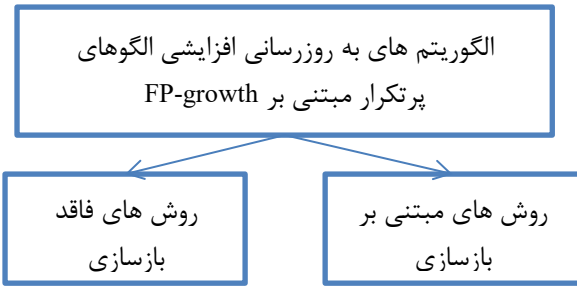 الگوریتم های به روزرسانی افزایشی الگوهای
پرتکرار مبتنی بر FP-growth
روش های مبتنی بر
بازسازی
روش های فاقد
بازسازی